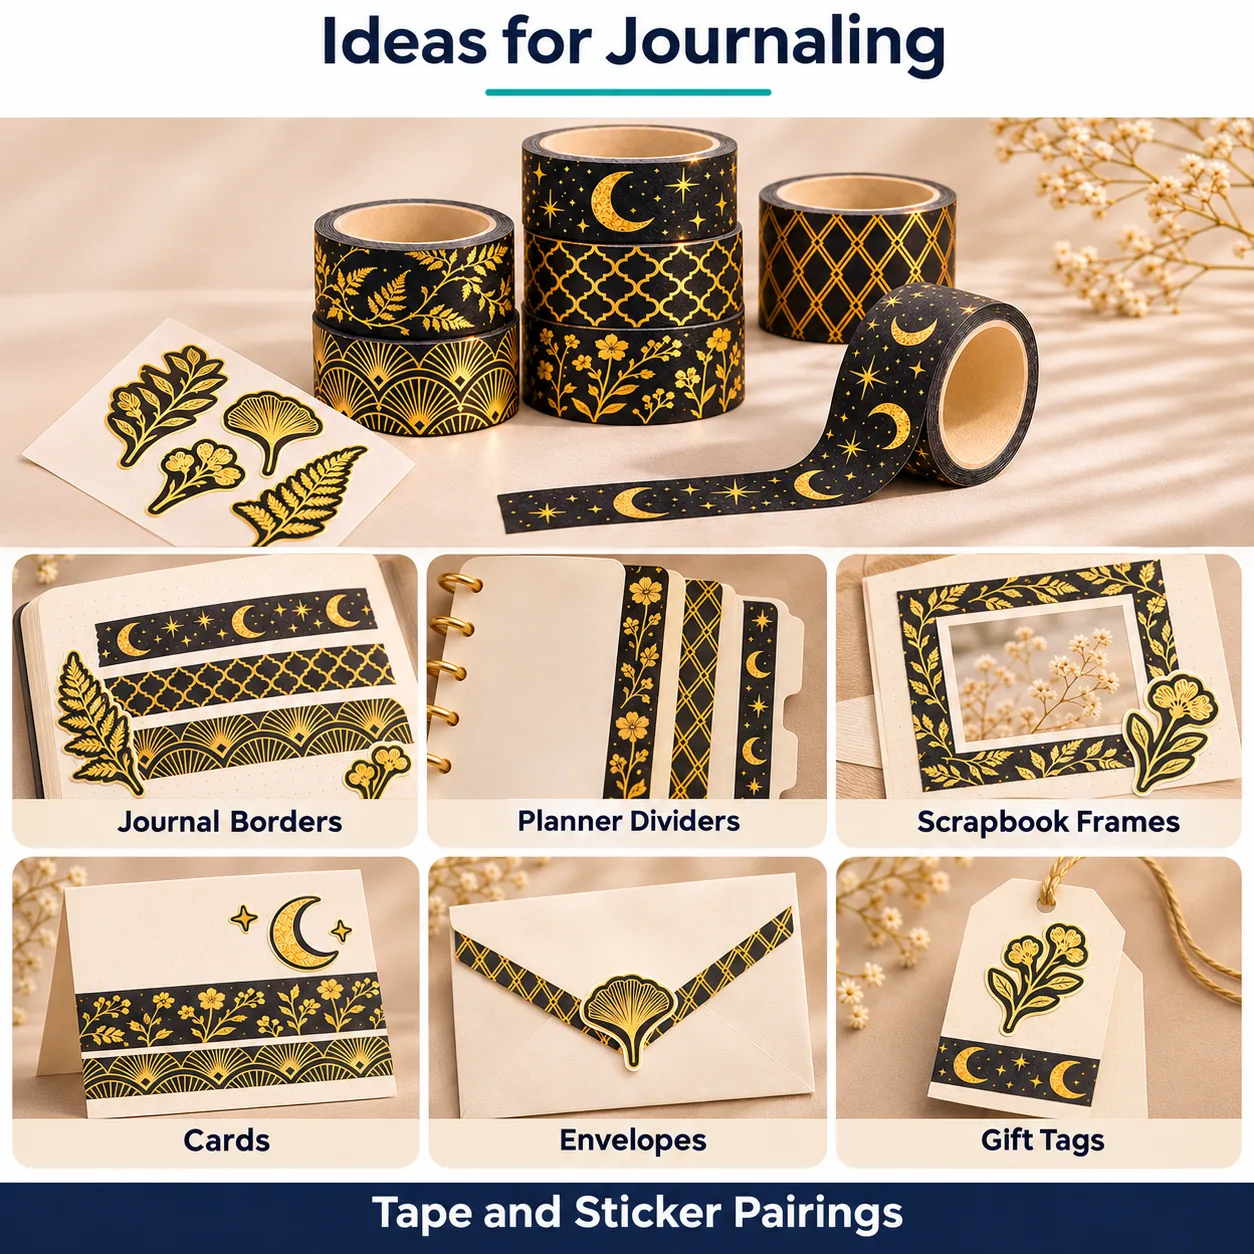 Ideas for Journaling
Journal Borders
Planner Dividers
Scrapbook Frames
Cards
Envelopes
Gift Tags
Tape and Sticker Pairings